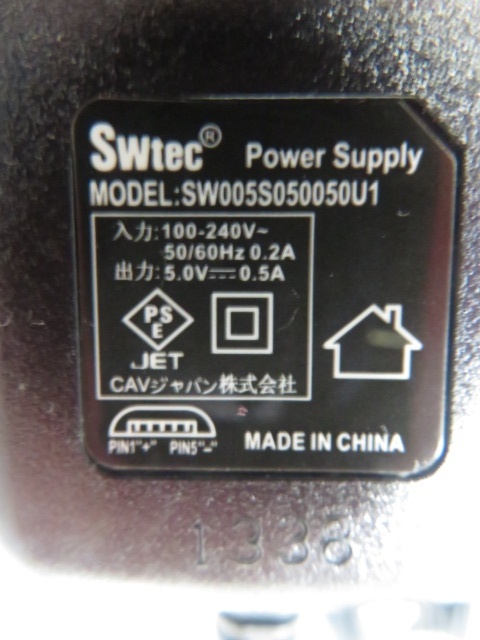 SWtec® Power Supply
MODEL:SW005S050050U1
入力:100-240V~
50/60Hz 0.2A
出力:5.0V⎓0.5A
PS
E
JET
CAVジャパン株式会社
PIN1"+" PIN5"-"
MADE IN CHINA
1338